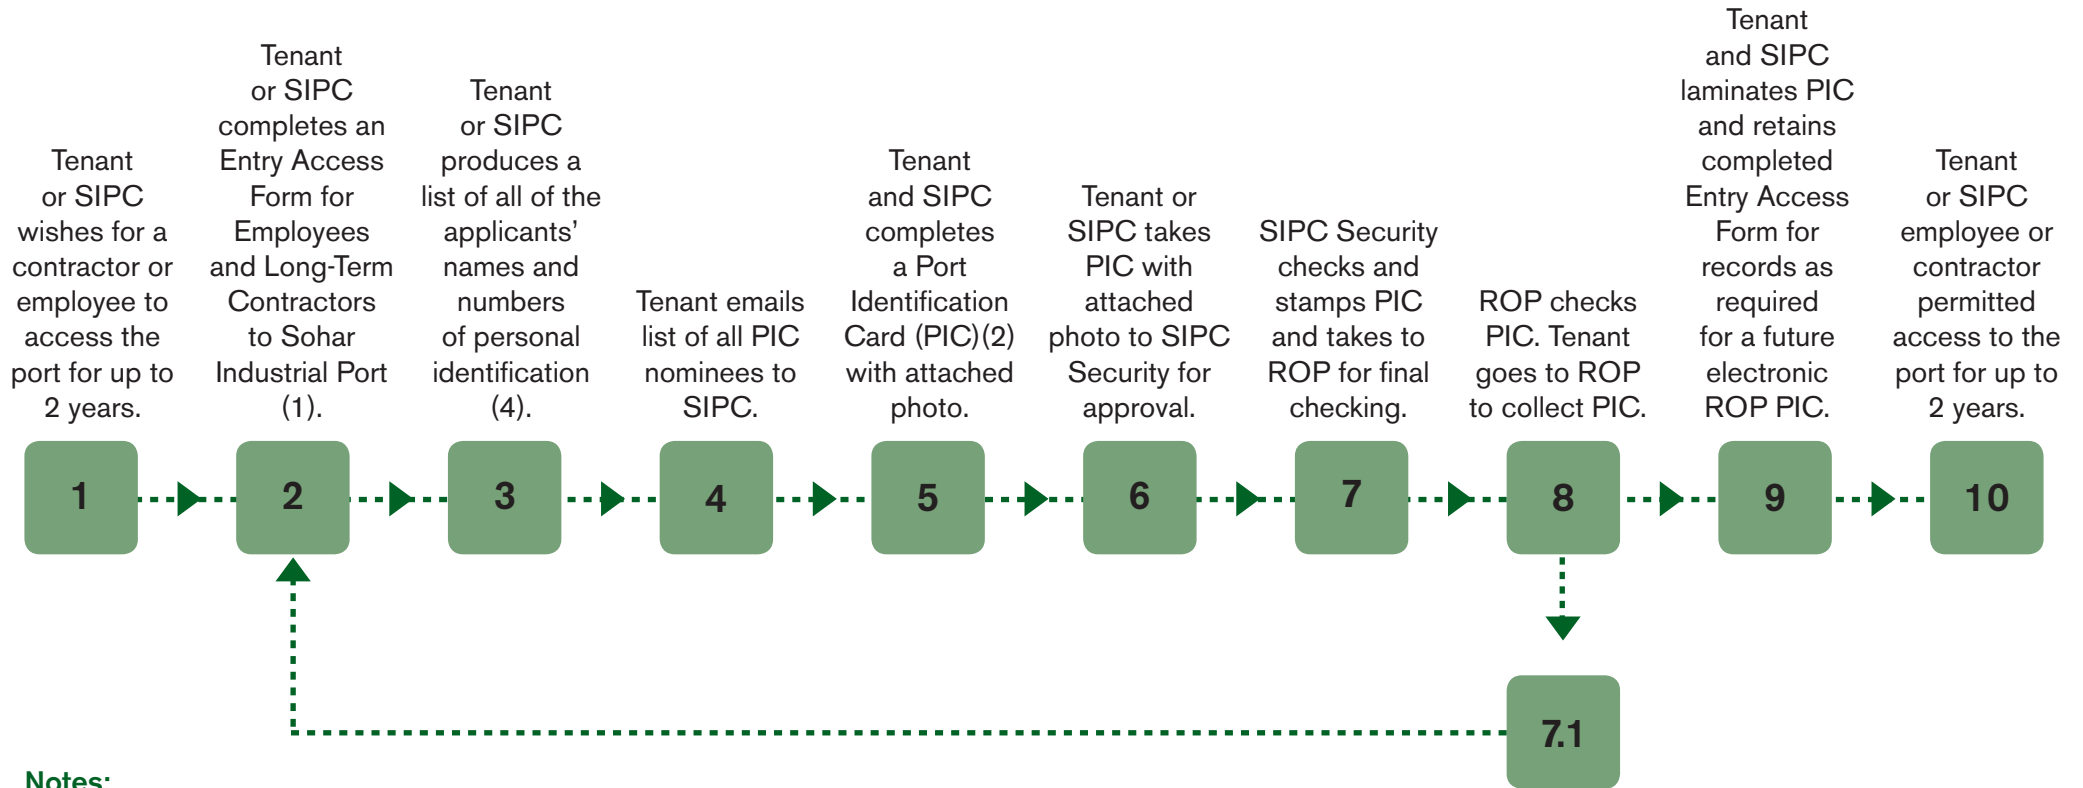 Tenant
or SIPC
wishes for a
contractor or
employee to
access the
port for up to
2 years.
Tenant
or SIPC
completes an
Entry Access
Form for
Employees
and Long-Term
Contractors
to Sohar
Industrial Port
(1).
Tenant
or SIPC
produces a
list of all of the
applicants’
names and
numbers
of personal
identification
(4).
Tenant emails
list of all PIC
nominees to
SIPC.
Tenant
and SIPC
completes
a Port
Identification
Card (PIC)(2)
with attached
photo.
Tenant or
SIPC takes
PIC with
attached
photo to SIPC
Security for
approval.
SIPC Security
checks and
stamps PIC
and takes to
ROP for final
checking.
ROP checks
PIC. Tenant
goes to ROP
to collect PIC.
Tenant
and SIPC
laminates PIC
and retains
completed
Entry Access
Form for
records as
required
for a future
electronic
ROP PIC.
Tenant
or SIPC
employee or
contractor
permitted
access to the
port for up to
2 years.
1
2
3
4
5
6
7
8
9
10
7.1
Notes: